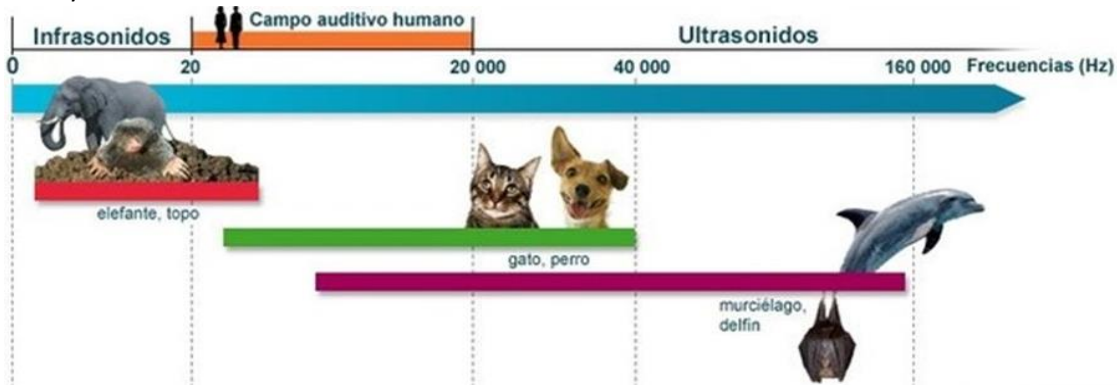 Campo auditivo humano
Infrasonidos
Ultrasonidos
0 20 20 000 40 000 160 000 Frecuencias (Hz)
elefante, topo
gato, perro
murciélago,
delfin